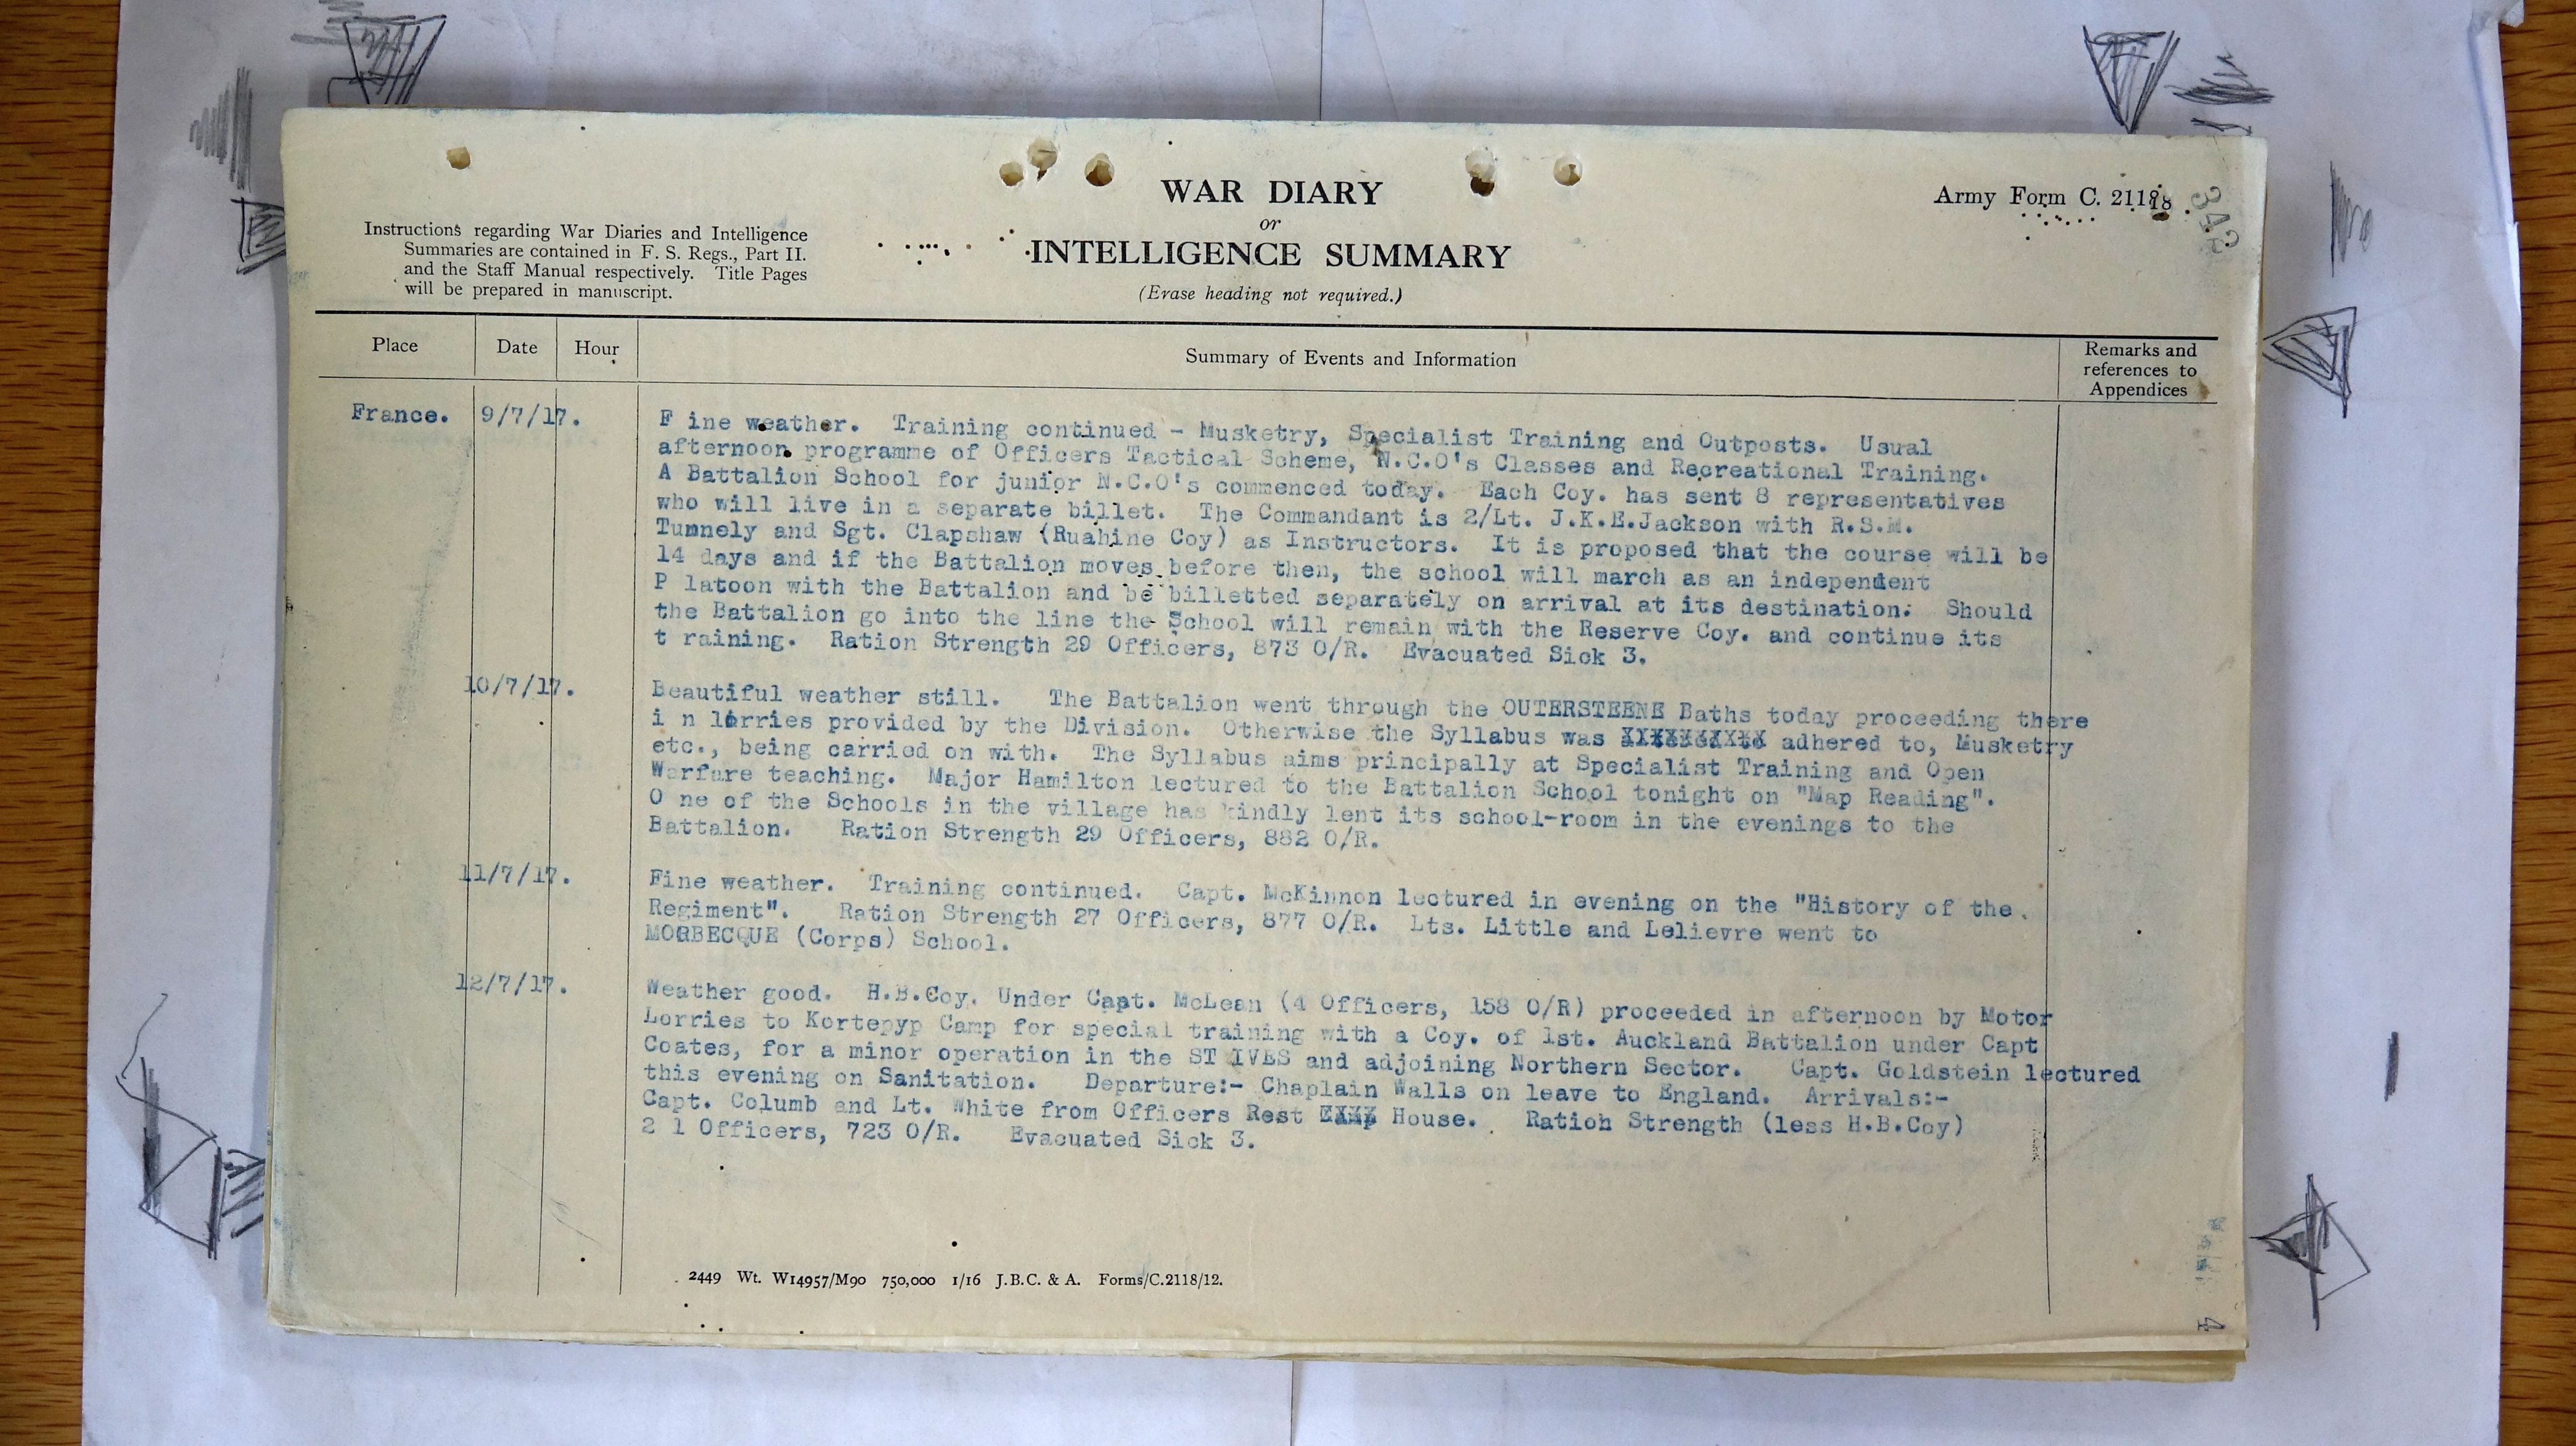 342
WAR DIARY
or
INTELLIGENCE SUMMARY
(Erase heading not required.)
Army Form C. 2118.
Instructions regarding War Diaries and Intelligence
Summaries are contained in F. S. Regs., Part II.
and the Staff Manual respectively. Title Pages
will be prepared in manuscript.
Place Date Hour Summary of Events and Information Remarks and
references to
Appendices
France. 9/7/17.
F ine weather. Training continued - Musketry, Specialist Training and Outposts. Usual
afternoon programme of Officers Tactical Scheme, N.C.O's Classes and Recreational Training.
A Battalion School for junior N.C.O's commenced today. Each Coy. has sent 8 representatives
who will live in a separate billet. The Commandant is 2/Lt. J.K.E.Jackson with R.S.M.
Tunnely and Sgt. Clapshaw (Ruahine Coy) as Instructors. It is proposed that the course will be
14 days and if the Battalion moves before then, the school will march as an independent
P latoon with the Battalion and be billetted separately on arrival at its destination. Should
the Battalion go into the line the School will remain with the Reserve Coy. and continue its
t raining. Ration Strength 29 Officers, 873 O/R. Evacuated Sick 3.
10/7/17.
Beautiful weather still. The Battalion went through the OUTERSTEENE Baths today proceeding there
i n lorries provided by the Division. Otherwise the Syllabus was adhered to, Musketry
etc., being carried on with. The Syllabus aims principally at Specialist Training and Open
Warfare teaching. Major Hamilton lectured to the Battalion School tonight on "Map Reading".
O ne of the Schools in the village has kindly lent its school-room in the evenings to the
Battalion. Ration Strength 29 Officers, 882 O/R.
11/7/17.
Fine weather. Training continued. Capt. McKinnon lectured in evening on the "History of the
Regiment". Ration Strength 27 Officers, 877 O/R. Lts. Little and Lelievre went to
MORBECQUE (Corps) School.
12/7/17.
Weather good. H.B.Coy. Under Capt. McLean (4 Officers, 158 O/R) proceeded in afternoon by Motor
Lorries to Kortepyp Camp for special training with a Coy. of 1st. Auckland Battalion under Capt
Coates, for a minor operation in the ST IVES and adjoining Northern Sector. Capt. Goldstein lectured
this evening on Sanitation. Departure:- Chaplain Walls on leave to England. Arrivals:-
Capt. Columb and Lt. White from Officers Rest House. Ration Strength (less H.B.Coy)
2 1 Officers, 723 O/R. Evacuated Sick 3.
2449 Wt. W14957/M90 750,000 1/16 J.B.C. & A. Forms/C.2118/12.
4